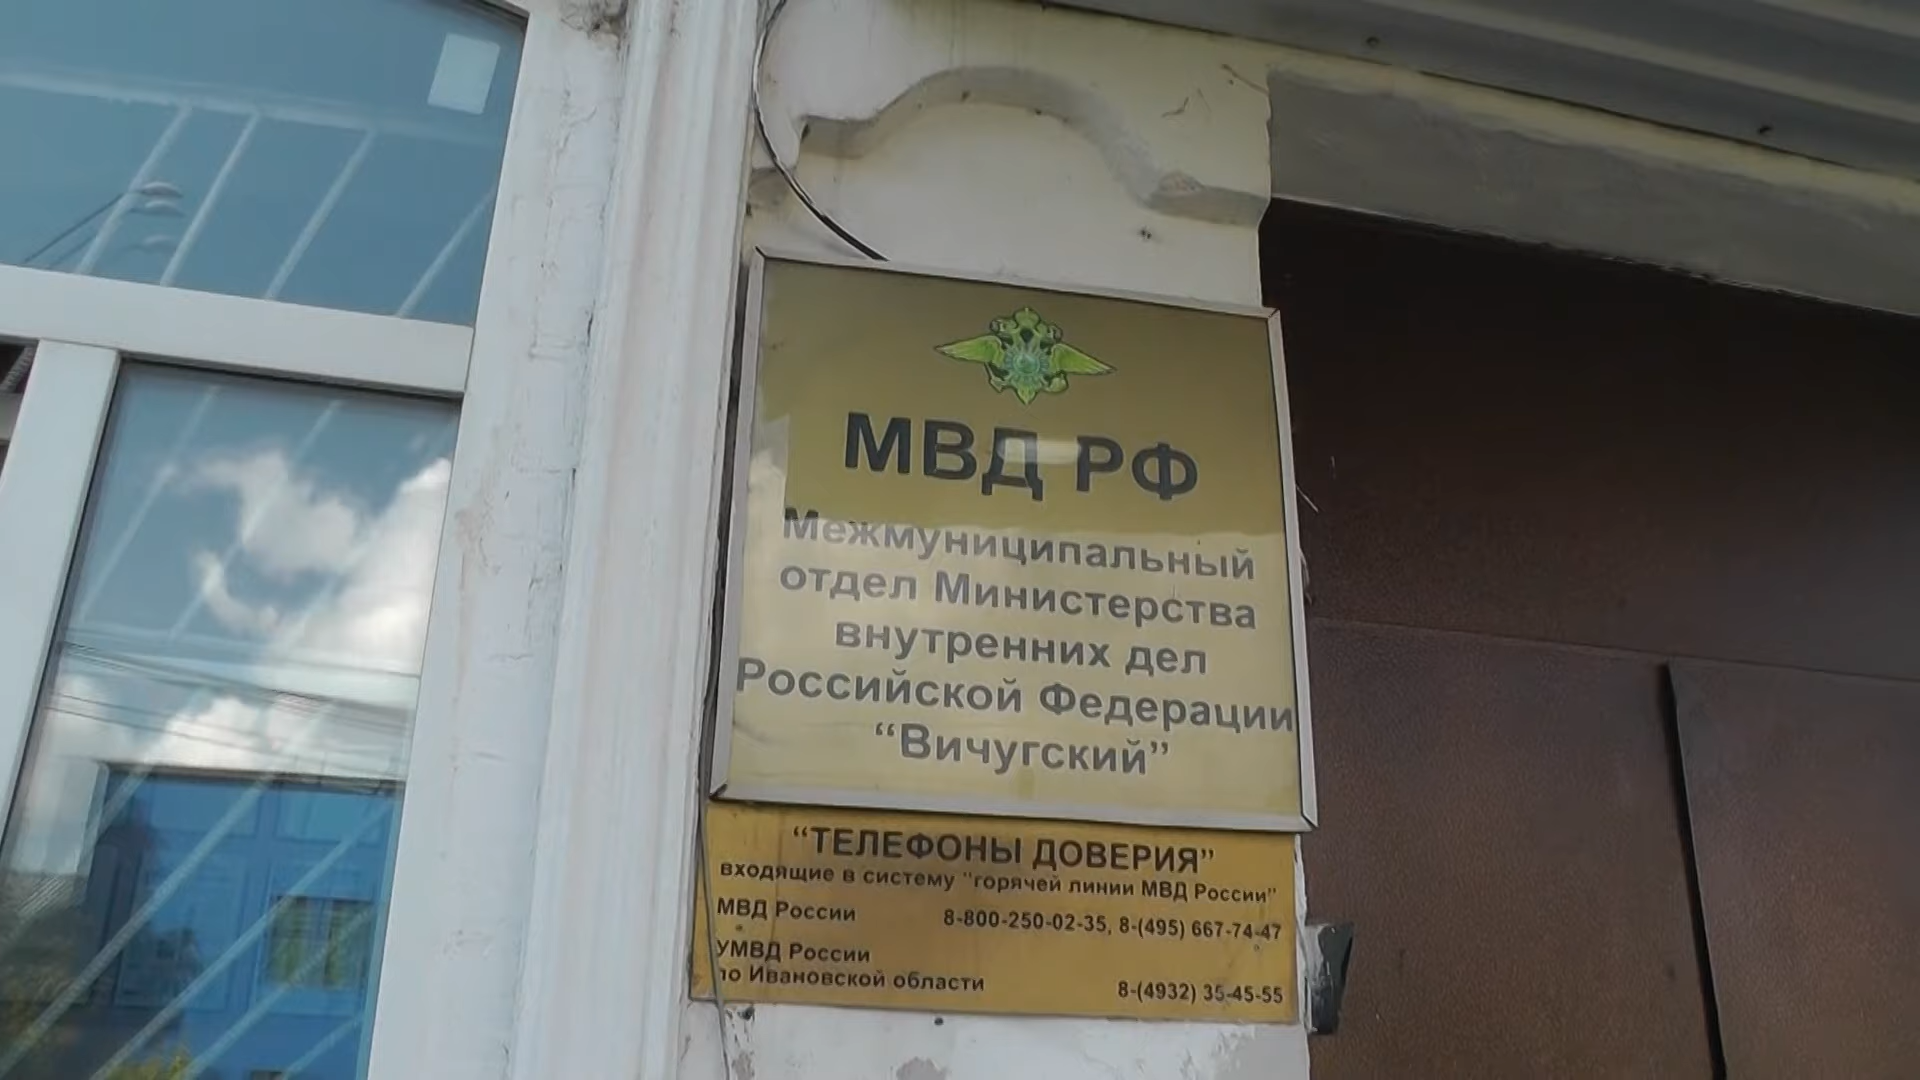 МВД РФ
Межмуниципальный
отдел Министерства
внутренних дел
Российской Федерации
“Вичугский”
“ТЕЛЕФОНЫ ДОВЕРИЯ”
входящие в систему "горячей линии МВД России"
МВД России 8-800-250-02-35, 8-(495) 667-74-47
УМВД России
по Ивановской области 8-(4932) 35-45-55